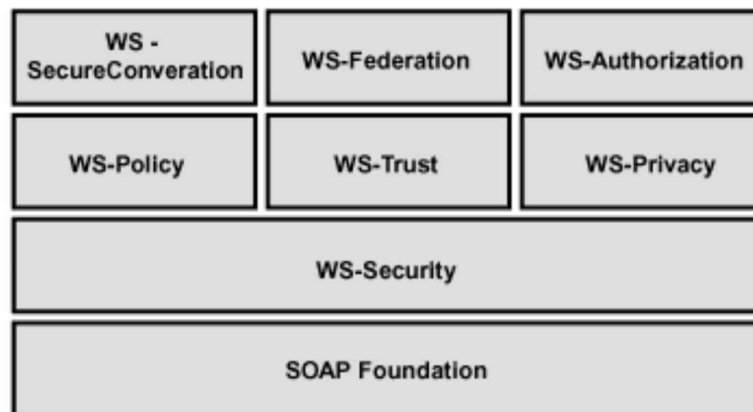 WS -
SecureConveration
WS-Federation
WS-Authorization
WS-Policy
WS-Trust
WS-Privacy
WS-Security
SOAP Foundation